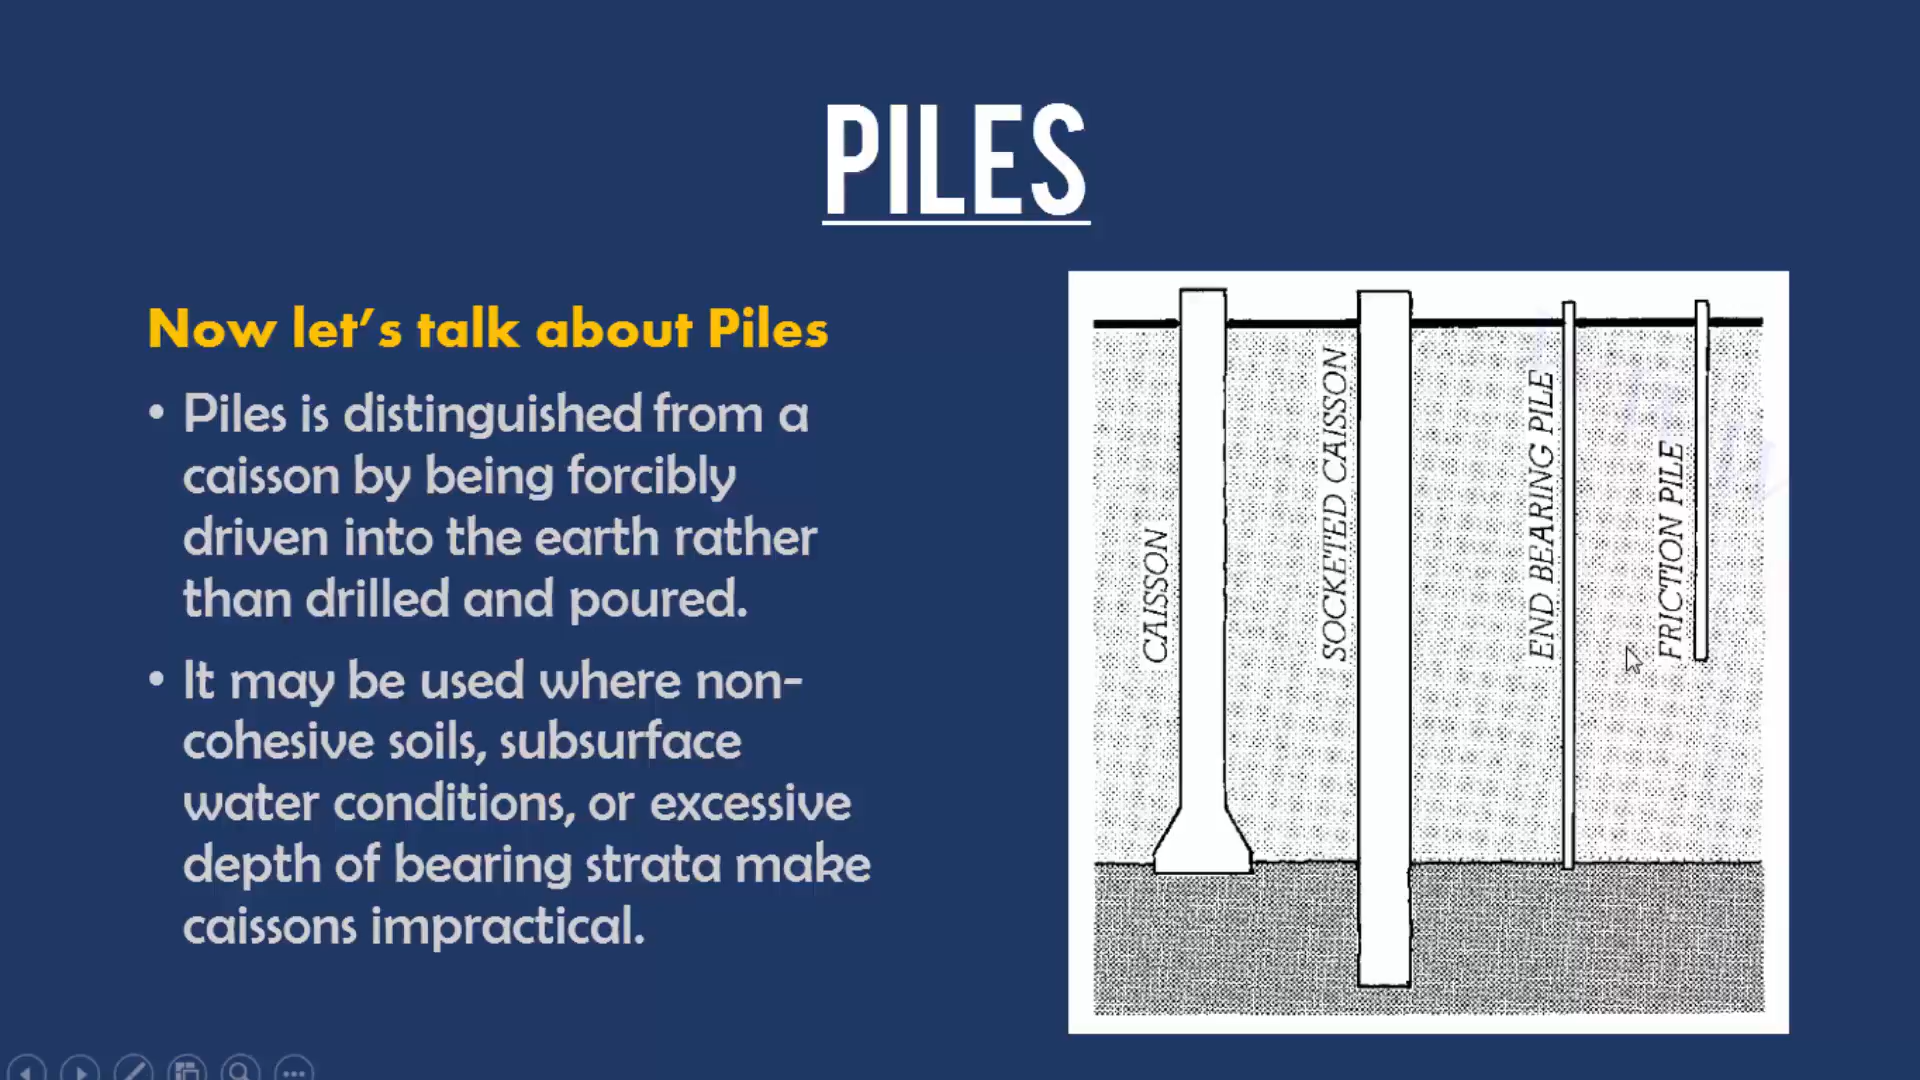 PILES
Now let's talk about Piles
• Piles is distinguished from a
caisson by being forcibly
driven into the earth rather
than drilled and poured.
• It may be used where non-
cohesive soils, subsurface
water conditions, or excessive
depth of bearing strata make
caissons impractical.
CAISSON
SOCKETED CAISSON
END BEARING PILE
FRICTION PILE